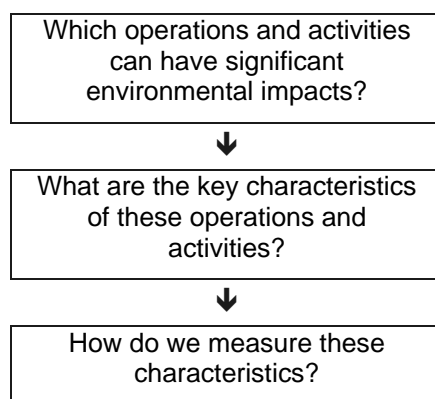 Which operations and activities
can have significant
environmental impacts?
What are the key characteristics
of these operations and
activities?
How do we measure these
characteristics?